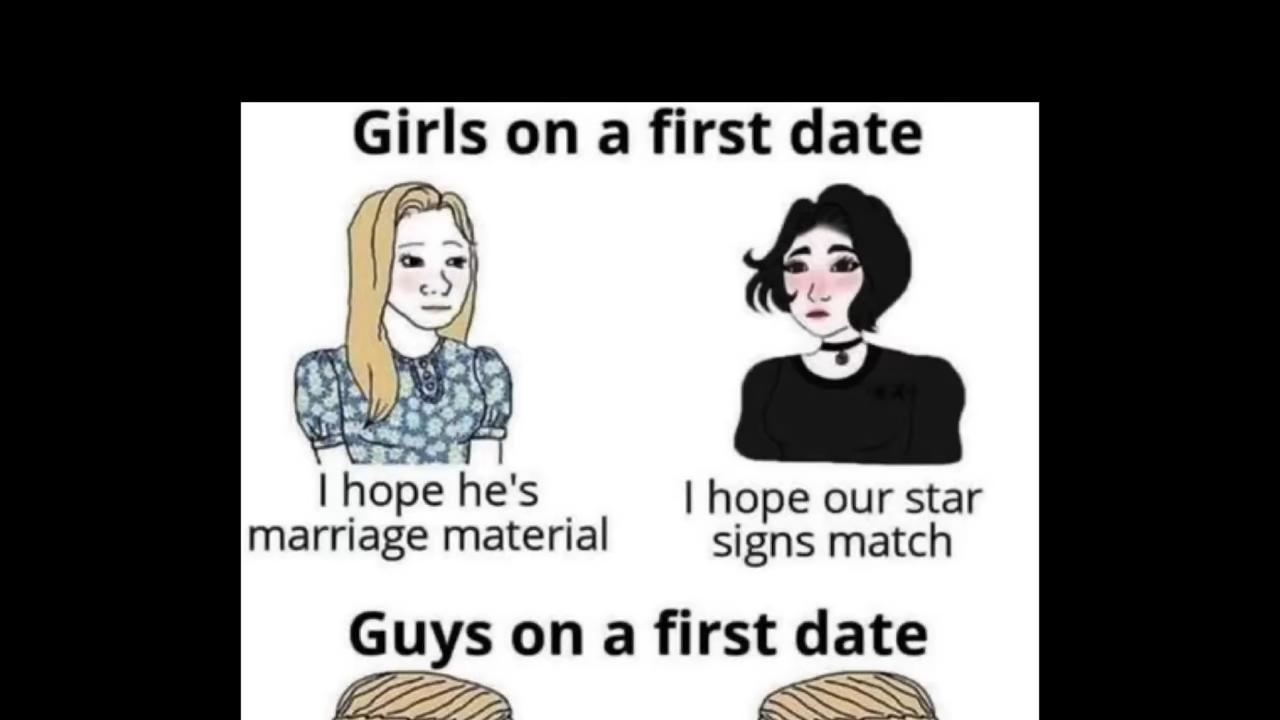 Girls on a first date
I hope he's
marriage material
I hope our star
signs match
Guys on a first date